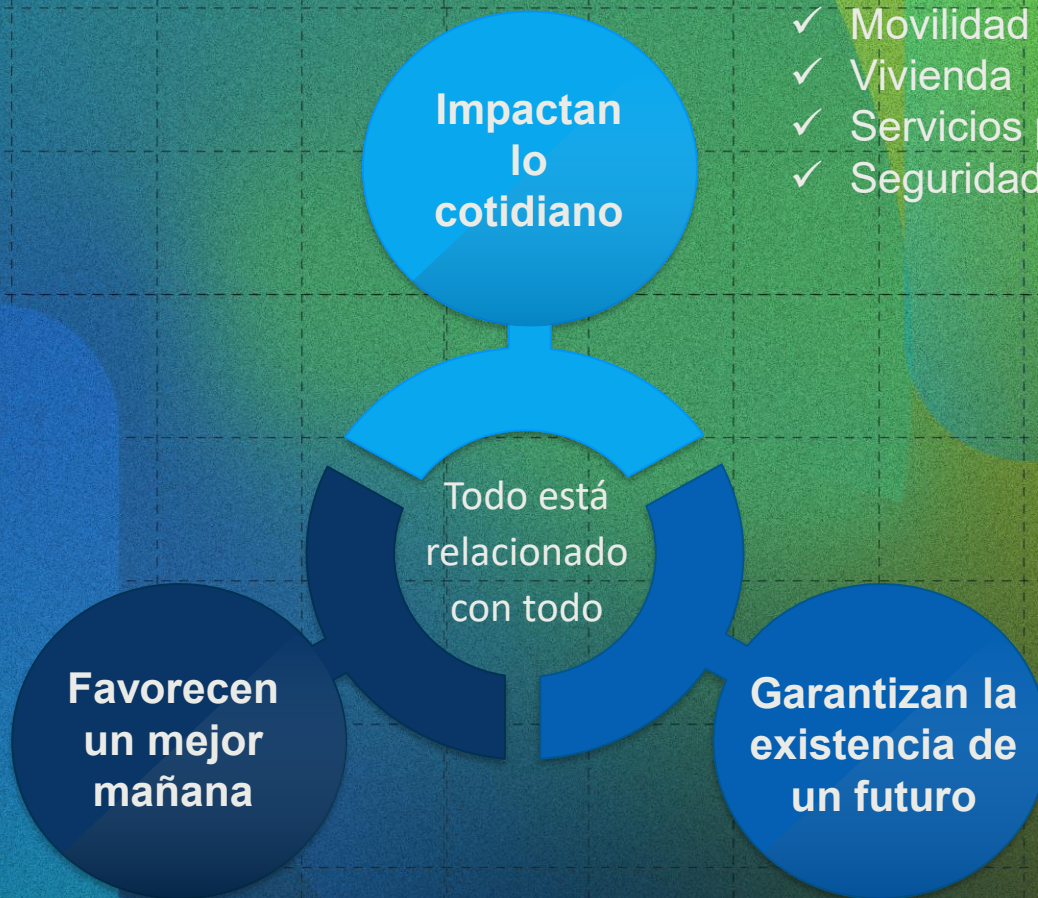 ✓ Movilidad
✓ Vivienda
✓ Servicios
✓ Seguridad
Impactan
lo
cotidiano
Todo está
relacionado
con todo
Favorecen
un mejor
mañana
Garantizan la
existencia de
un futuro